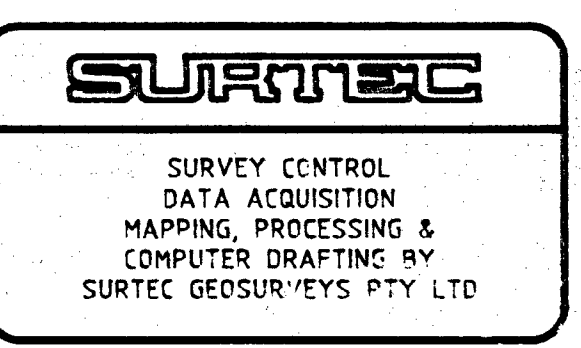 SURTEC
SURVEY CONTROL
DATA ACQUISITION
MAPPING, PROCESSING &
COMPUTER DRAFTING BY
SURTEC GEOSURVEYS PTY LTD